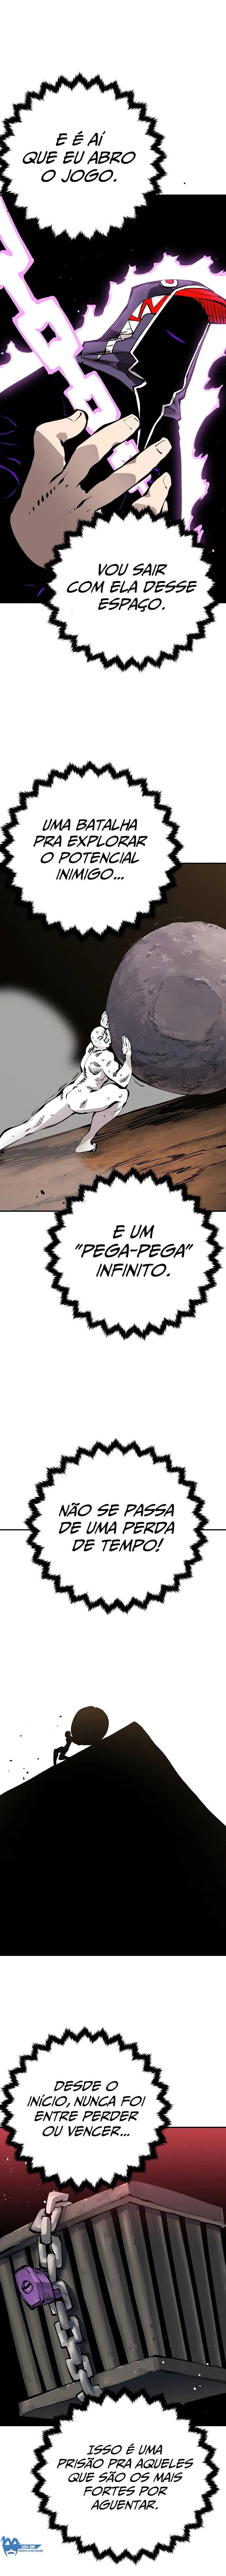 E É AÍ
QUE EU ABRO
O JOGO.
VOU SAIR
COM ELA DESSE
ESPAÇO.
UMA BATALHA
PRA EXPLORAR
O POTENCIAL
INIMIGO...
E UM
"PEGA-PEGA"
INFINITO.
NÃO SE PASSA
DE UMA PERDA
DE TEMPO!
DESDE O
INÍCIO, NUNCA FOI
ENTRE PERDER
OU VENCER...
ISSO É UMA
PRISÃO PRA AQUELES
QUE SÃO OS MAIS
FORTES POR
AGUENTAR.